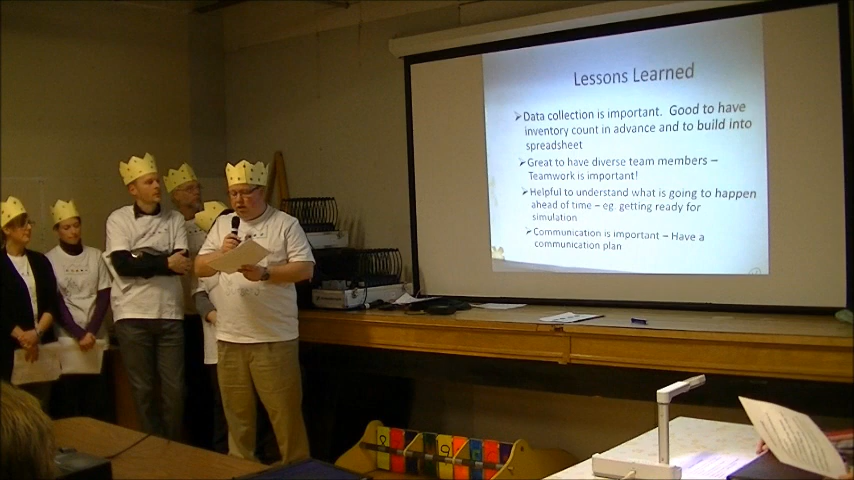 Lessons Learned
➢Data collection is important. Good to have
inventory count in advance and to build into
spreadsheet
➢Great to have diverse team members –
Teamwork is important!
➢Helpful to understand what is going to happen
ahead of time – eg getting ready for
simulation
➢Communication is important – Have a
communication plan